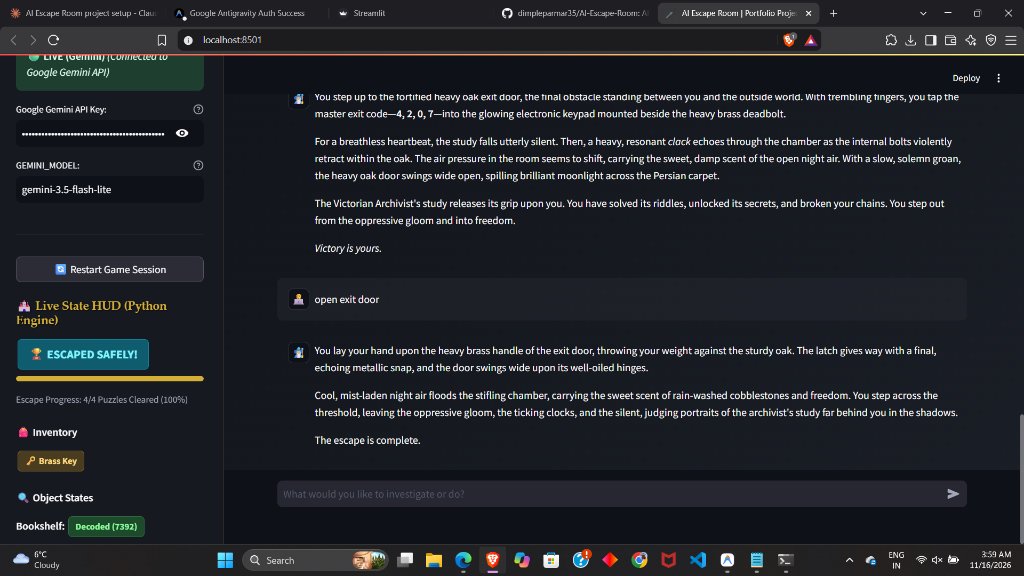 AI Escape Room project setup - Clau
Google Antigravity Auth Success
Streamlit
dimpleparmar35/AI-Escape-Room: A
AI Escape Room | Portfolio Proje
localhost:8501
Deploy
LIVE (Gemini) (Connected to
Google Gemini API)
Google Gemini API Key:
GEMINI_MODEL:
gemini-3.5-flash-lite
Restart Game Session
Live State HUD (Python
Engine)
ESCAPED SAFELY!
Escape Progress: 4/4 Puzzles Cleared (100%)
Inventory
Brass Key
Object States
Bookshelf: Decoded (7392)
You step up to the fortified heavy oak exit door, the final obstacle standing between you and the outside world. With trembling fingers, you tap the
master exit code—4, 2, 0, 7—into the glowing electronic keypad mounted beside the heavy brass deadbolt.
For a breathless heartbeat, the study falls utterly silent. Then, a heavy, resonant clack echoes through the chamber as the internal bolts violently
retract within the oak. The air pressure in the room seems to shift, carrying the sweet, damp scent of the open night air. With a slow, solemn groan,
the heavy oak door swings wide open, spilling brilliant moonlight across the Persian carpet.
The Victorian Archivist's study releases its grip upon you. You have solved its riddles, unlocked its secrets, and broken your chains. You step out
from the oppressive gloom and into freedom.
Victory is yours.
open exit door
You lay your hand upon the heavy brass handle of the exit door, throwing your weight against the sturdy oak. The latch gives way with a final,
echoing metallic snap, and the door swings wide upon its well-oiled hinges.
Cool, mist-laden night air floods the stifling chamber, carrying the sweet scent of rain-washed cobblestones and freedom. You step across the
threshold, leaving the oppressive gloom, the ticking clocks, and the silent, judging portraits of the archivist's study far behind you in the shadows.
The escape is complete.
What would you like to investigate or do?
6°C
Cloudy
Search
ENG
IN
3:59 AM
11/16/2026